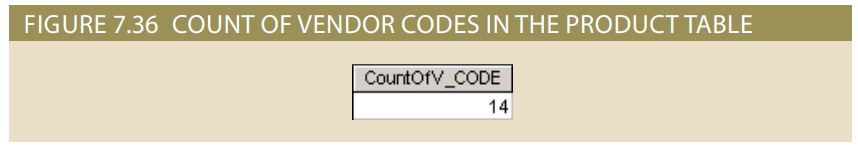 FIGURE 7.36 COUNT OF VENDOR CODES IN THE PRODUCT TABLE
CountOfV_CODE
14